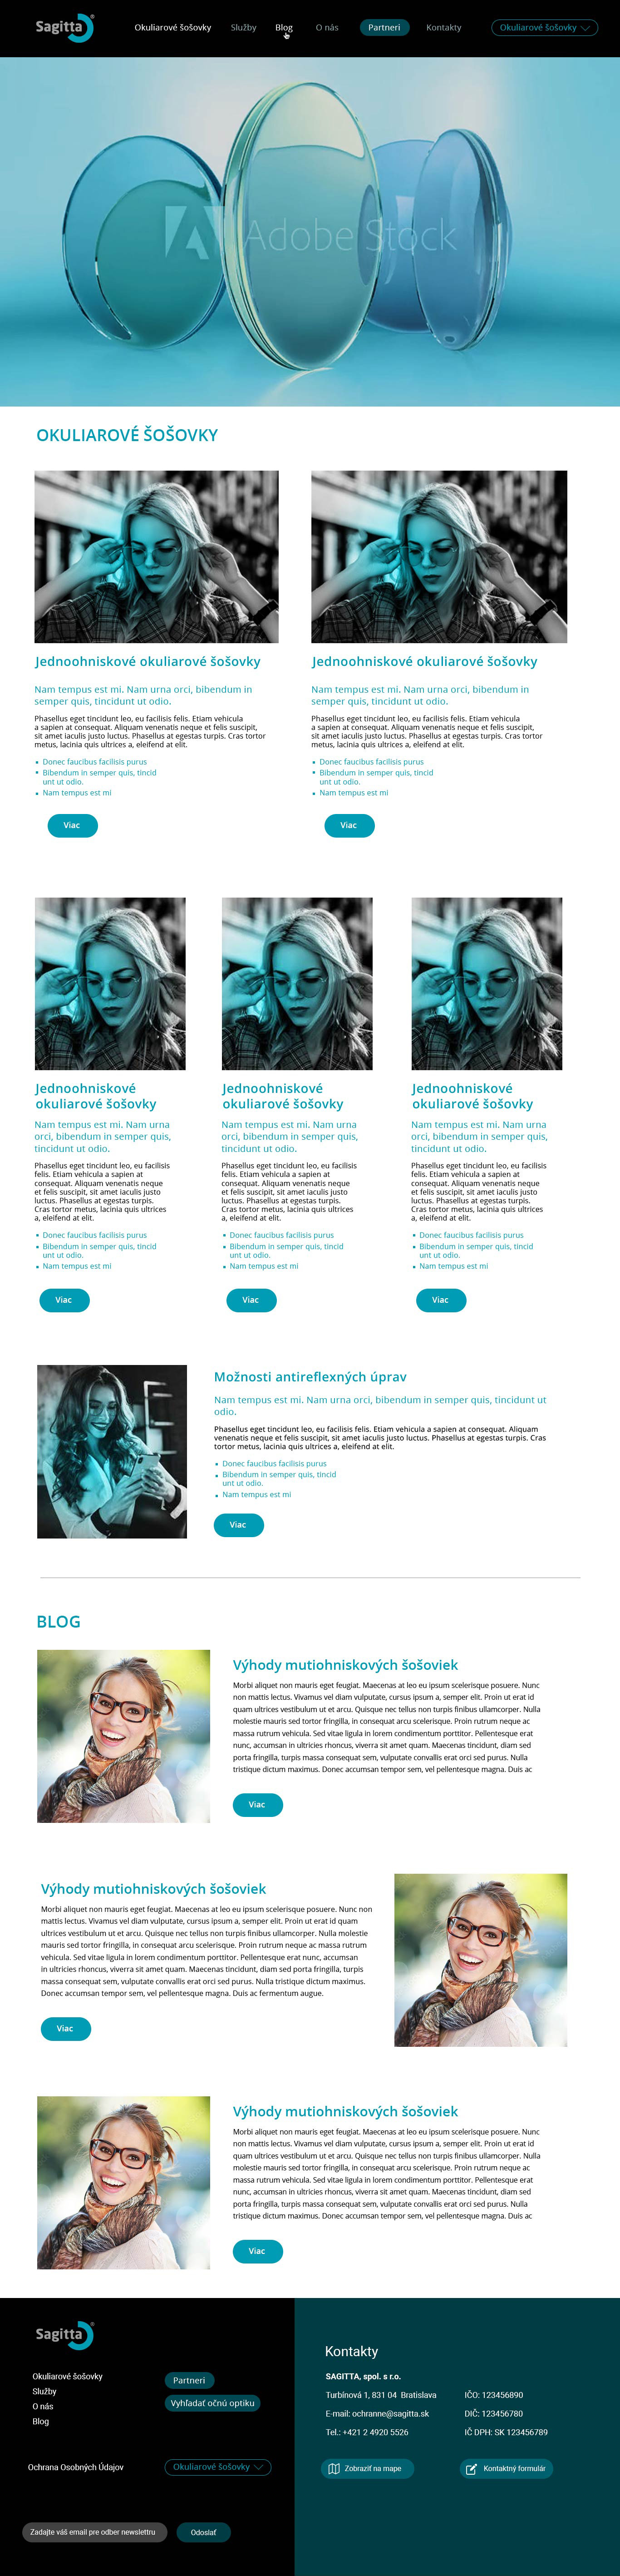 Sagitta®
Okuliarové šošovky Služby Blog O nás Partneri Kontakty Okuliarové šošovky
Adobe Stock
OKULIAROVÉ ŠOŠOVKY
Jednoohniskové okuliarové šošovky
Nam tempus est mi. Nam urna orci, bibendum in
semper quis, tincidunt ut odio.
Phasellus eget tincidunt leo, eu facilisis felis. Etiam vehicula
a sapien at consequat. Aliquam venenatis neque et felis suscipit,
sit amet iaculis justo luctus. Phasellus at egestas turpis. Cras tortor
metus, lacinia quis ultrices a, eleifend at elit.
Donec faucibus facilisis purus
Bibendum in semper quis, tincid
unt ut odio.
Nam tempus est mi
Viac
Jednoohniskové okuliarové šošovky
Nam tempus est mi. Nam urna orci, bibendum in
semper quis, tincidunt ut odio.
Phasellus eget tincidunt leo, eu facilisis felis. Etiam vehicula
a sapien at consequat. Aliquam venenatis neque et felis suscipit,
sit amet iaculis justo luctus. Phasellus at egestas turpis. Cras tortor
metus, lacinia quis ultrices a, eleifend at elit.
Donec faucibus facilisis purus
Bibendum in semper quis, tincid
unt ut odio.
Nam tempus est mi
Viac
Jednoohniskové
okuliarové šošovky
Nam tempus est mi. Nam urna
orci, bibendum in semper quis,
tincidunt ut odio.
Phasellus eget tincidunt leo, eu facilisis
felis. Etiam vehicula a sapien at
consequat. Aliquam venenatis neque
et felis suscipit, sit amet iaculis justo
luctus. Phasellus at egestas turpis.
Cras tortor metus, lacinia quis ultrices
a, eleifend at elit.
Donec faucibus facilisis purus
Bibendum in semper quis, tincid
unt ut odio.
Nam tempus est mi
Viac
Jednoohniskové
okuliarové šošovky
Nam tempus est mi. Nam urna
orci, bibendum in semper quis,
tincidunt ut odio.
Phasellus eget tincidunt leo, eu facilisis
felis. Etiam vehicula a sapien at
consequat. Aliquam venenatis neque
et felis suscipit, sit amet iaculis justo
luctus. Phasellus at egestas turpis.
Cras tortor metus, lacinia quis ultrices
a, eleifend at elit.
Donec faucibus facilisis purus
Bibendum in semper quis, tincid
unt ut odio.
Nam tempus est mi
Viac
Jednoohniskové
okuliarové šošovky
Nam tempus est mi. Nam urna
orci, bibendum in semper quis,
tincidunt ut odio.
Phasellus eget tincidunt leo, eu facilisis
felis. Etiam vehicula a sapien at
consequat. Aliquam venenatis neque
et felis suscipit, sit amet iaculis justo
luctus. Phasellus at egestas turpis.
Cras tortor metus, lacinia quis ultrices
a, eleifend at elit.
Donec faucibus facilisis purus
Bibendum in semper quis, tincid
unt ut odio.
Nam tempus est mi
Viac
Možnosti antireflexných úprav
Nam tempus est mi. Nam urna orci, bibendum in semper quis, tincidunt ut
odio.
Phasellus eget tincidunt leo, eu facilisis felis. Etiam vehicula a sapien at consequat. Aliquam
venenatis neque et felis suscipit, sit amet iaculis justo luctus. Phasellus at egestas turpis. Cras
tortor metus, lacinia quis ultrices a, eleifend at elit.
Donec faucibus facilisis purus
Bibendum in semper quis, tincid
unt ut odio.
Nam tempus est mi
Viac
BLOG
Výhody mutiohniskových šošoviek
Morbi aliquet non mauris eget feugiat. Maecenas at leo eu ipsum scelerisque posuere. Nunc
non mattis lectus. Vivamus vel diam vulputate, cursus ipsum a, semper elit. Proin ut erat id
quam ultrices vestibulum ut et arcu. Quisque nec tellus non turpis finibus ullamcorper. Nulla
molestie mauris sed tortor fringilla, in consequat arcu scelerisque. Proin rutrum neque ac
massa rutrum vehicula. Sed vitae ligula in lorem condimentum porttitor. Pellentesque erat
nunc, accumsan in ultricies rhoncus, viverra sit amet quam. Maecenas tincidunt, diam sed
porta fringilla, turpis massa consequat sem, vulputate convallis erat orci sed purus. Nulla
tristique dictum maximus. Donec accumsan tempor sem, vel pellentesque magna. Duis ac
Viac
Výhody mutiohniskových šošoviek
Morbi aliquet non mauris eget feugiat. Maecenas at leo eu ipsum scelerisque posuere. Nunc non
mattis lectus. Vivamus vel diam vulputate, cursus ipsum a, semper elit. Proin ut erat id quam
ultrices vestibulum ut et arcu. Quisque nec tellus non turpis finibus ullamcorper. Nulla molestie
mauris sed tortor fringilla, in consequat arcu scelerisque. Proin rutrum neque ac massa rutrum
vehicula. Sed vitae ligula in lorem condimentum porttitor. Pellentesque erat nunc, accumsan
in ultricies rhoncus, viverra sit amet quam. Maecenas tincidunt, diam sed porta fringilla, turpis
massa consequat sem, vulputate convallis erat orci sed purus. Nulla tristique dictum maximus.
Donec accumsan tempor sem, vel pellentesque magna. Duis ac fermentum augue.
Viac
Výhody mutiohniskových šošoviek
Morbi aliquet non mauris eget feugiat. Maecenas at leo eu ipsum scelerisque posuere. Nunc
non mattis lectus. Vivamus vel diam vulputate, cursus ipsum a, semper elit. Proin ut erat id
quam ultrices vestibulum ut et arcu. Quisque nec tellus non turpis finibus ullamcorper. Nulla
molestie mauris sed tortor fringilla, in consequat arcu scelerisque. Proin rutrum neque ac
massa rutrum vehicula. Sed vitae ligula in lorem condimentum porttitor. Pellentesque erat
nunc, accumsan in ultricies rhoncus, viverra sit amet quam. Maecenas tincidunt, diam sed
porta fringilla, turpis massa consequat sem, vulputate convallis erat orci sed purus. Nulla
tristique dictum maximus. Donec accumsan tempor sem, vel pellentesque magna. Duis ac
Viac
Sagitta®
Okuliarové šošovky
Služby
O nás
Blog
Partneri
Vyhľadať očnú optiku
Ochrana Osobných Údajov
Okuliarové šošovky
Zadajte váš email pre odber newslettru
Odoslať
Kontakty
SAGITTA, spol. s r.o.
Turbínová 1, 831 04 Bratislava
E-mail: ochranne@sagitta.sk
Tel.: +421 2 4920 5526
IČO: 123456890
DIČ: 123456780
IČ DPH: SK 123456789
Zobraziť na mape
Kontaktný formulár